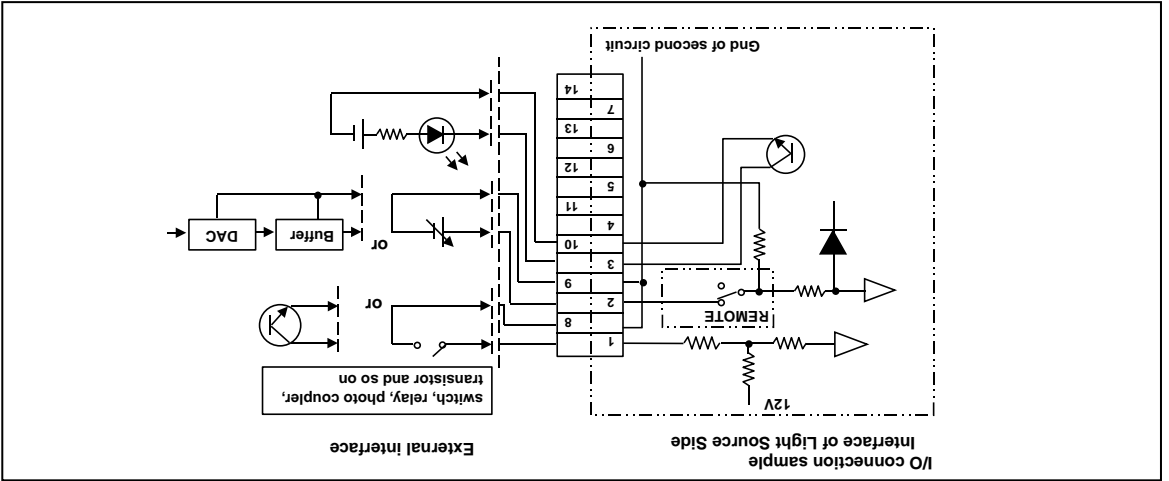 I/O connection sample
Interface of Light Source Side
External interface
12V
switch, relay, photo coupler,
transistor and so on
1
REMOTE
8
or
2
9
3
10
or
Buffer
DAC
4
11
5
12
6
13
7
14
Gnd of second circuit